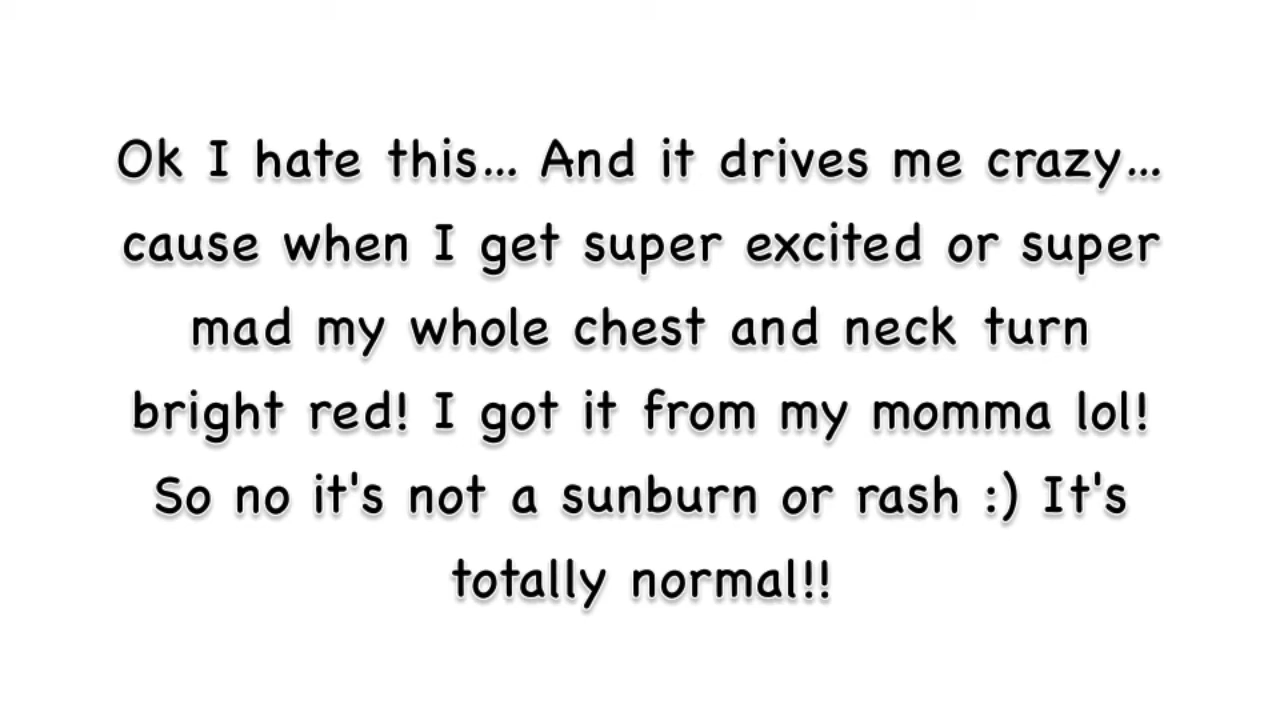 Ok I hate this... And it drives me crazy...
cause when I get super excited or super
mad my whole chest and neck turn
bright red! I got it from my momma lol!
So no it's not a sunburn or rash :) It's
totally normal!!